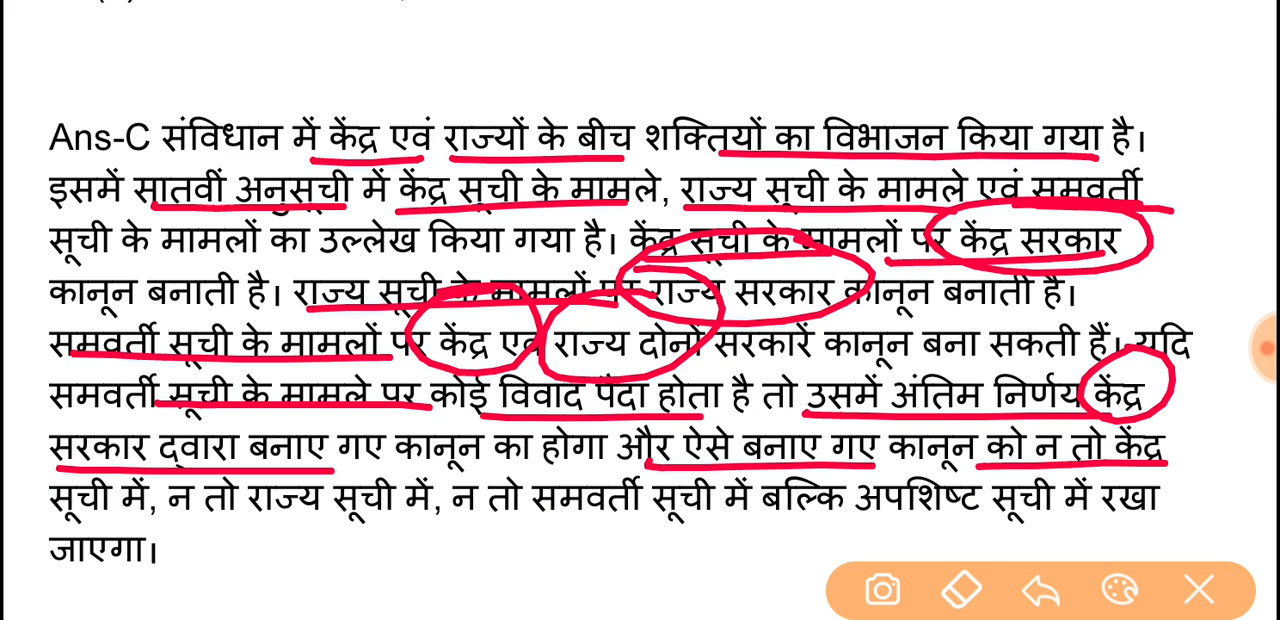 Ans-C संविधान में केंद्र एवं राज्यों के बीच शक्तियों का विभाजन किया गया है।
इसमें सातवीं अनुसूची में केंद्र सूची के मामले, राज्य सूची के मामले एवं समवर्ती
सूची के मामलों का उल्लेख किया गया है। केंद्र सूची के मामलों पर केंद्र सरकार
कानून बनाती है। राज्य सूची के मामलों पर राज्य सरकार कानून बनाती है।
समवर्ती सूची के मामलों पर केंद्र एवं राज्य दोनों सरकारें कानून बना सकती हैं। यदि
समवर्ती सूची के मामले पर कोई विवाद पैदा होता है तो उसमें अंतिम निर्णय केंद्र
सरकार द्वारा बनाए गए कानून का होगा और ऐसे बनाए गए कानून को न तो केंद्र
सूची में, न तो राज्य सूची में, न तो समवर्ती सूची में बल्कि अपशिष्ट सूची में रखा
जाएगा।